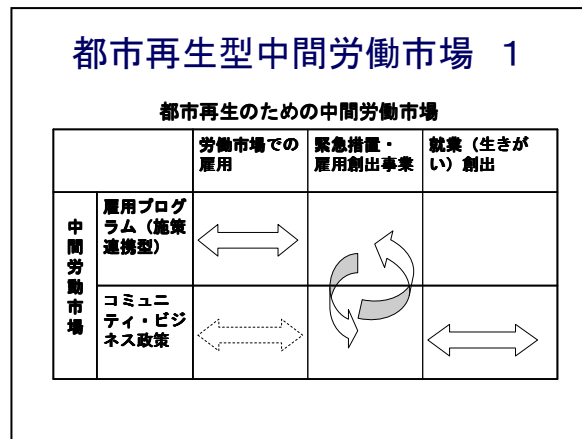 都市再生型中間労働市場　1
都市再生のための中間労働市場
労働市場での
雇用
緊急措置・
雇用創出事業
就業（生きが
い）創出
中間労働市場
雇用プログ
ラム（施策
連携型）
コミュニ
ティ・ビジ
ネス政策